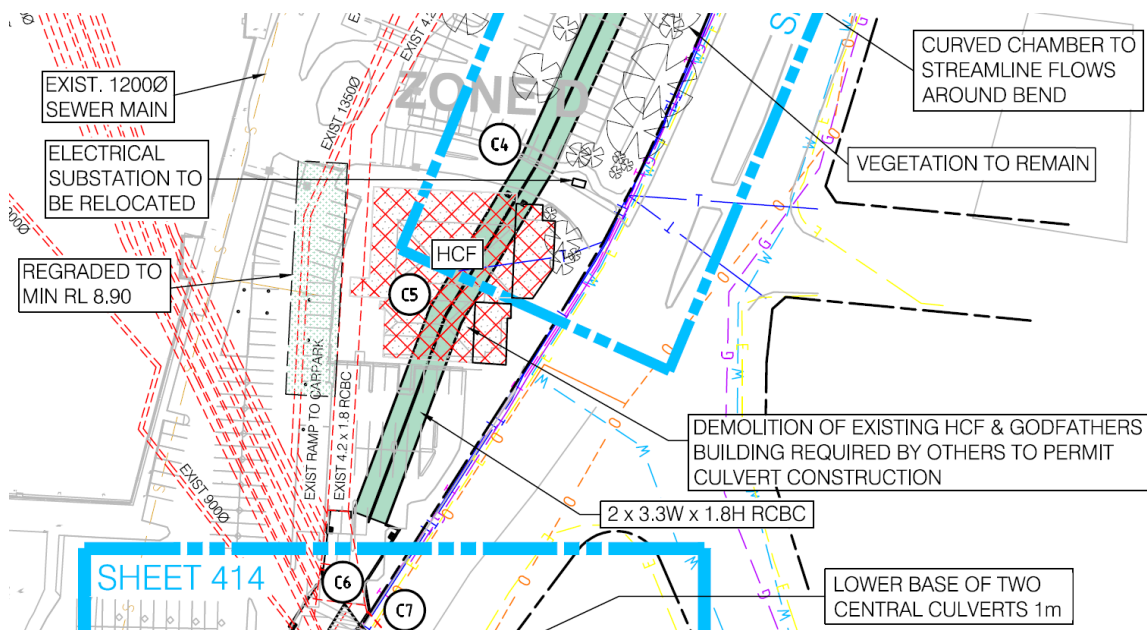 EXIST. 1200Ø
SEWER MAIN
ELECTRICAL
SUBSTATION TO
BE RELOCATED
REGRADED TO
MIN RL 8.90
EXIST 1350Ø
EXIST 4.2
ZONE D
C4
HCF
C5
CURVED CHAMBER TO
STREAMLINE FLOWS
AROUND BEND
VEGETATION TO REMAIN
EXIST RAMP TO CARPARK
EXIST 4.2 x 1.8 RCBC
EXIST 900Ø
DEMOLITION OF EXISTING HCF & GODFATHERS
BUILDING REQUIRED BY OTHERS TO PERMIT
CULVERT CONSTRUCTION
2 x 3.3W x 1.8H RCBC
SHEET 414
C6
C7
LOWER BASE OF TWO
CENTRAL CULVERTS 1m